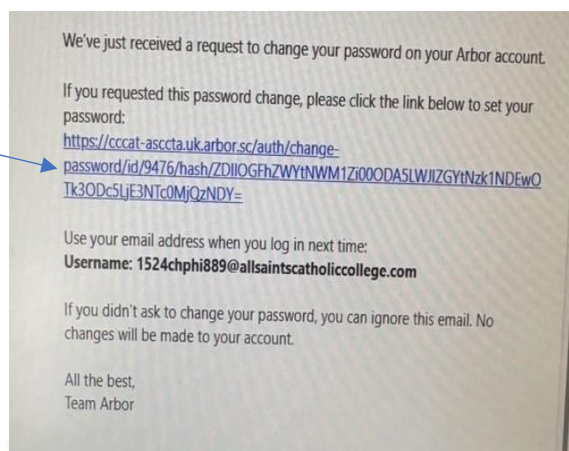 We've just received a request to change your password on your Arbor account.
If you requested this password change, please click the link below to set your
password:
https://cccat-asccta.uk.arbor.sc/auth/change-
password/id/9476/hash/ZDIIOGFhZWYtNWM1Zi00ODA5LWJlZGYtNzk1NDEwO
Tk3ODc5LjE3NTc0MjQzNDY=
Use your email address when you log in next time:
Username: 1524chphi889@allsaintscatholiccollege.com
If you didn't ask to change your password, you can ignore this email. No
changes will be made to your account.
All the best,
Team Arbor